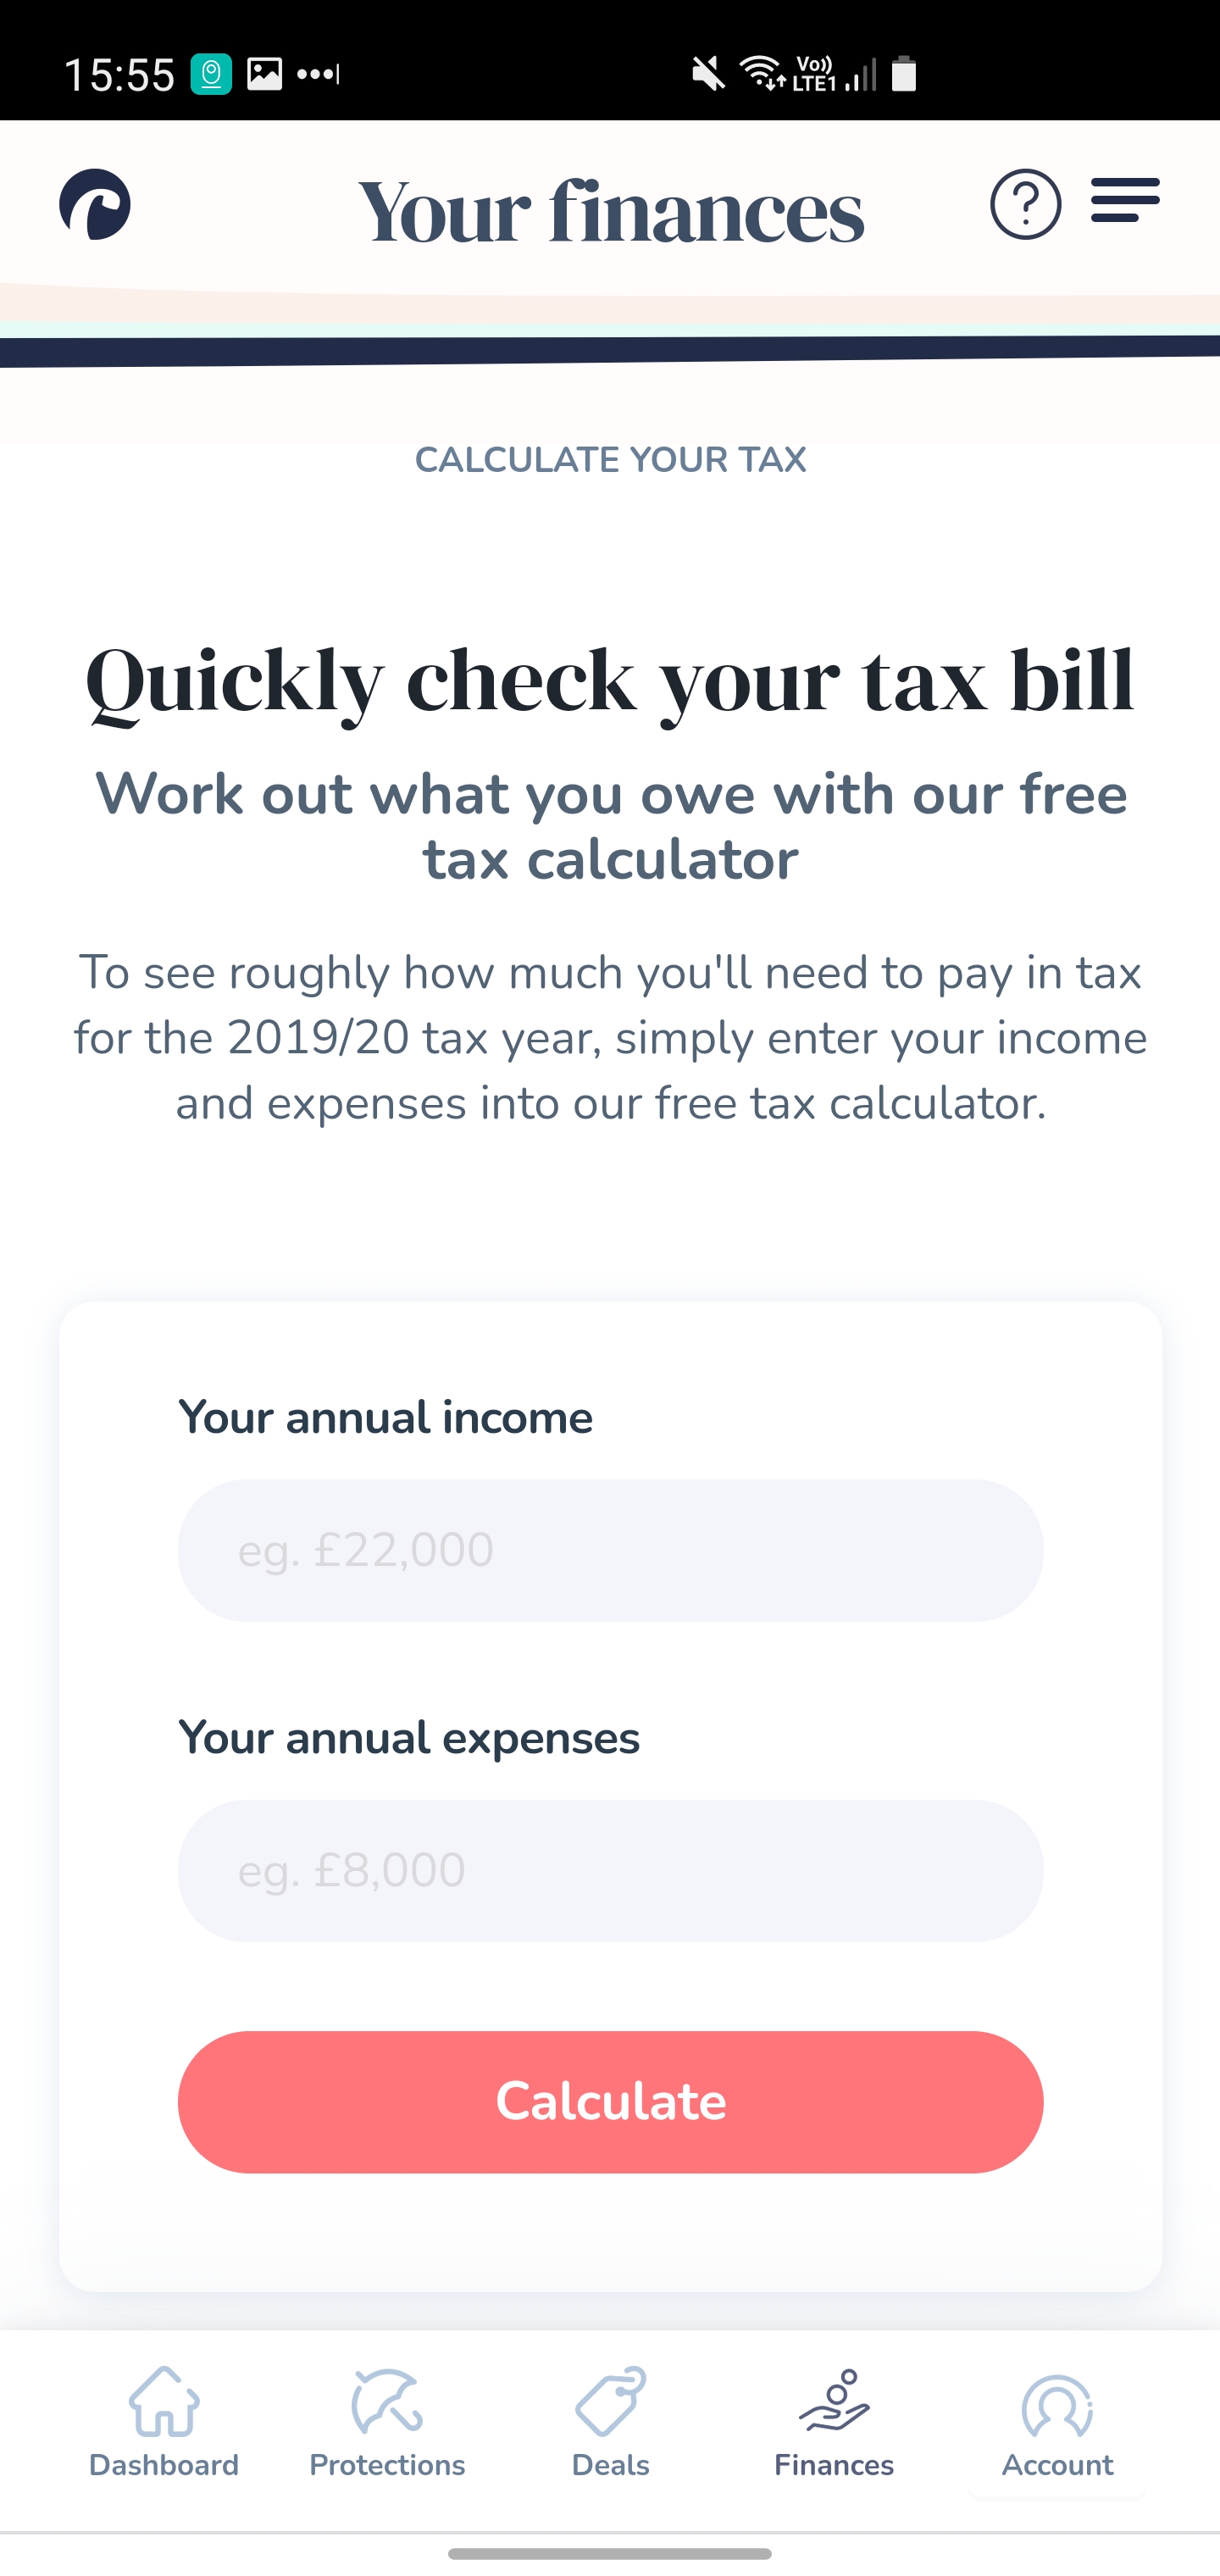 15:55
Vo))
LTE1
Your finances
CALCULATE YOUR TAX
Quickly check your tax bill
Work out what you owe with our free
tax calculator
To see roughly how much you'll need to pay in tax
for the 2019/20 tax year, simply enter your income
and expenses into our free tax calculator.
Your annual income
eg. £22,000
Your annual expenses
eg. £8,000
Calculate
Dashboard
Protections
Deals
Finances
Account